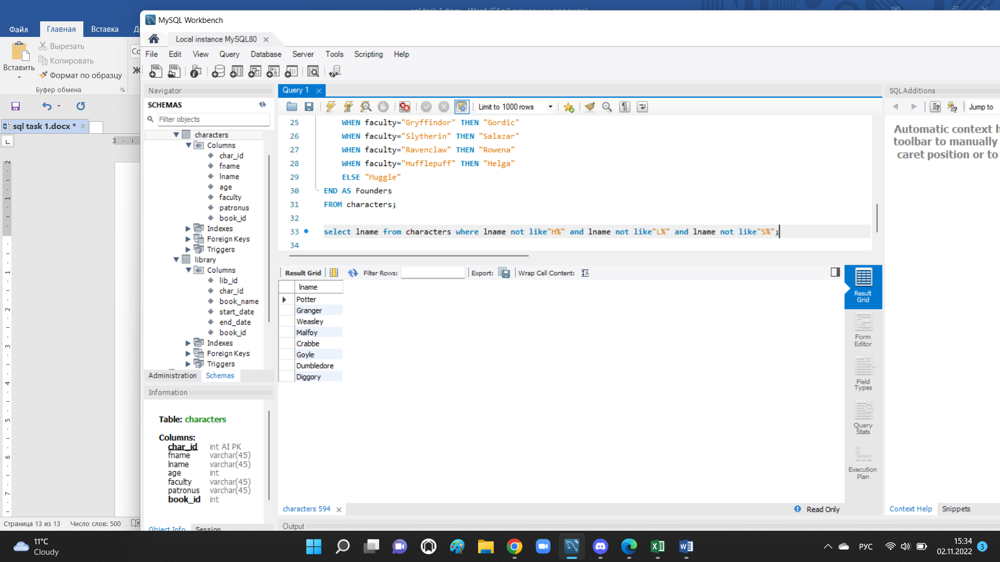 sql task 1.docx - Word (Сбой активации продукта)
Файл
Главная
Вставка
Вставить
Вырезать
Копировать
Формат по образцу
Буфер обмена
Ж
sql task 1.docx *
MySQL Workbench
Local instance MySQL80
File Edit View Query Database Server Tools Scripting Help
Navigator
SCHEMAS
Filter objects
characters
Columns
char_id
fname
lname
age
faculty
patronus
book_id
Indexes
Foreign Keys
Triggers
library
Columns
lib_id
char_id
book_name
start_date
end_date
book_id
Indexes
Foreign Keys
Triggers
Administration Schemas
Information
Table: characters
Columns:
char_id int AI PK
fname varchar(45)
lname varchar(45)
age int
faculty varchar(45)
patronus varchar(45)
book_id int
Object Info Session
Query 1
Limit to 1000 rows
25 WHEN faculty="Gryffindor" THEN "Gordic"
26 WHEN faculty="Slytherin" THEN "Salazar"
27 WHEN faculty="Ravenclaw" THEN "Rowena"
28 WHEN faculty="Hufflepuff" THEN "Helga"
29 ELSE "Muggle"
30 END AS Founders
31 FROM characters;
32
33 select lname from characters where lname not like"H%" and lname not like"L%" and lname not like"S%";
34
Result Grid Filter Rows: Export: Wrap Cell Content:
lname
Potter
Granger
Weasley
Malfoy
Crabbe
Goyle
Dumbledore
Diggory
Result Grid
Form Editor
Field Types
Query Stats
Execution Plan
characters 594
Read Only
Output
SQLAdditions
Jump to
Automatic context h
toolbar to manually
caret position or to
Context Help Snippets
Страница 13 из 13 Число слов: 500
11°C
Cloudy
РУС
15:34
02.11.2022
3